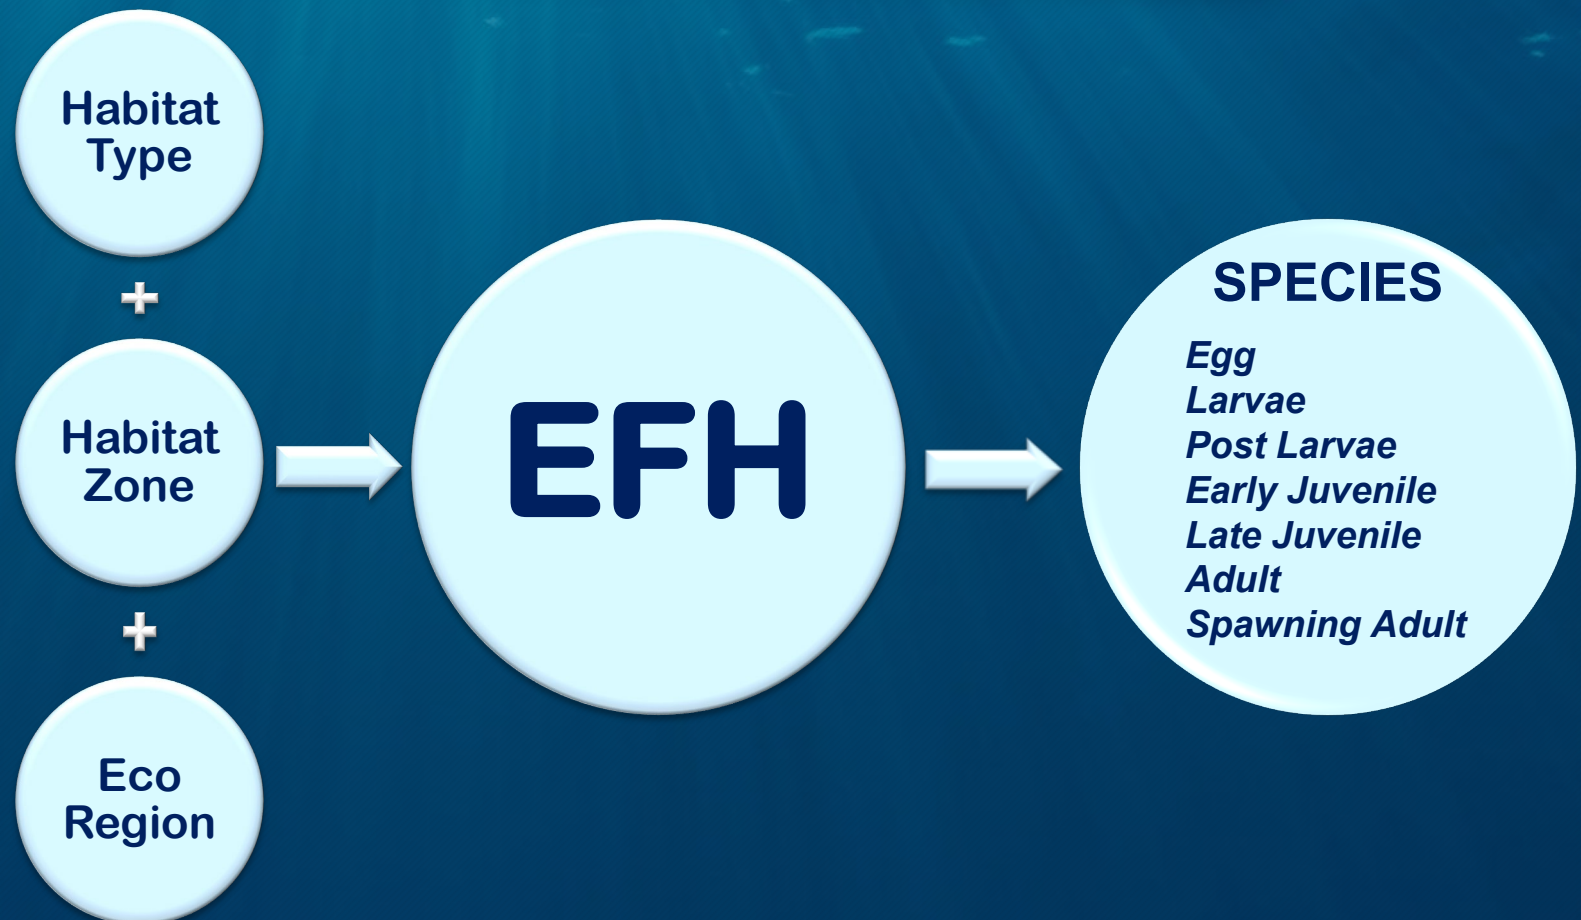 Habitat
Type
+
Habitat
Zone
+
Eco
Region
EFH
SPECIES
Egg
Larvae
Post Larvae
Early Juvenile
Late Juvenile
Adult
Spawning Adult